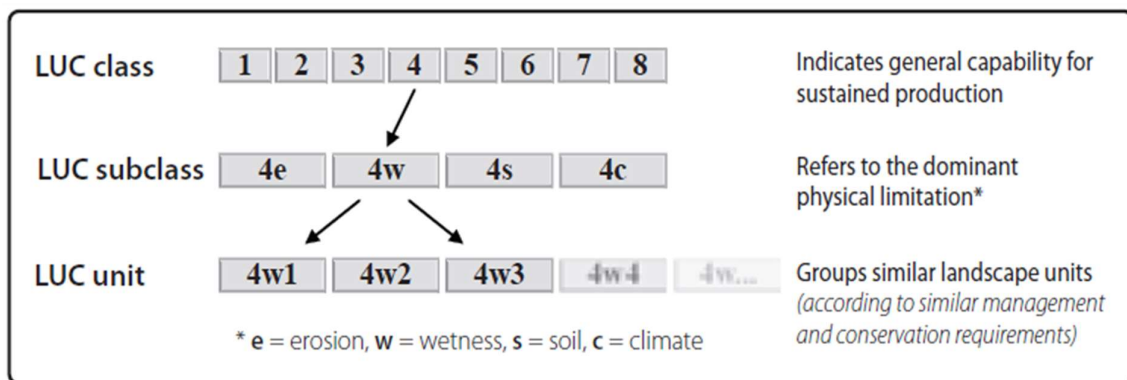 LUC class
1 2 3 4 5 6 7 8
Indicates general capability for
sustained production
LUC subclass
4e 4w 4s 4c
Refers to the dominant
physical limitation*
LUC unit
4w1 4w2 4w3 4w4 4w...
Groups similar landscape units
(according to similar management
and conservation requirements)
* e = erosion, w = wetness, s = soil, c = climate